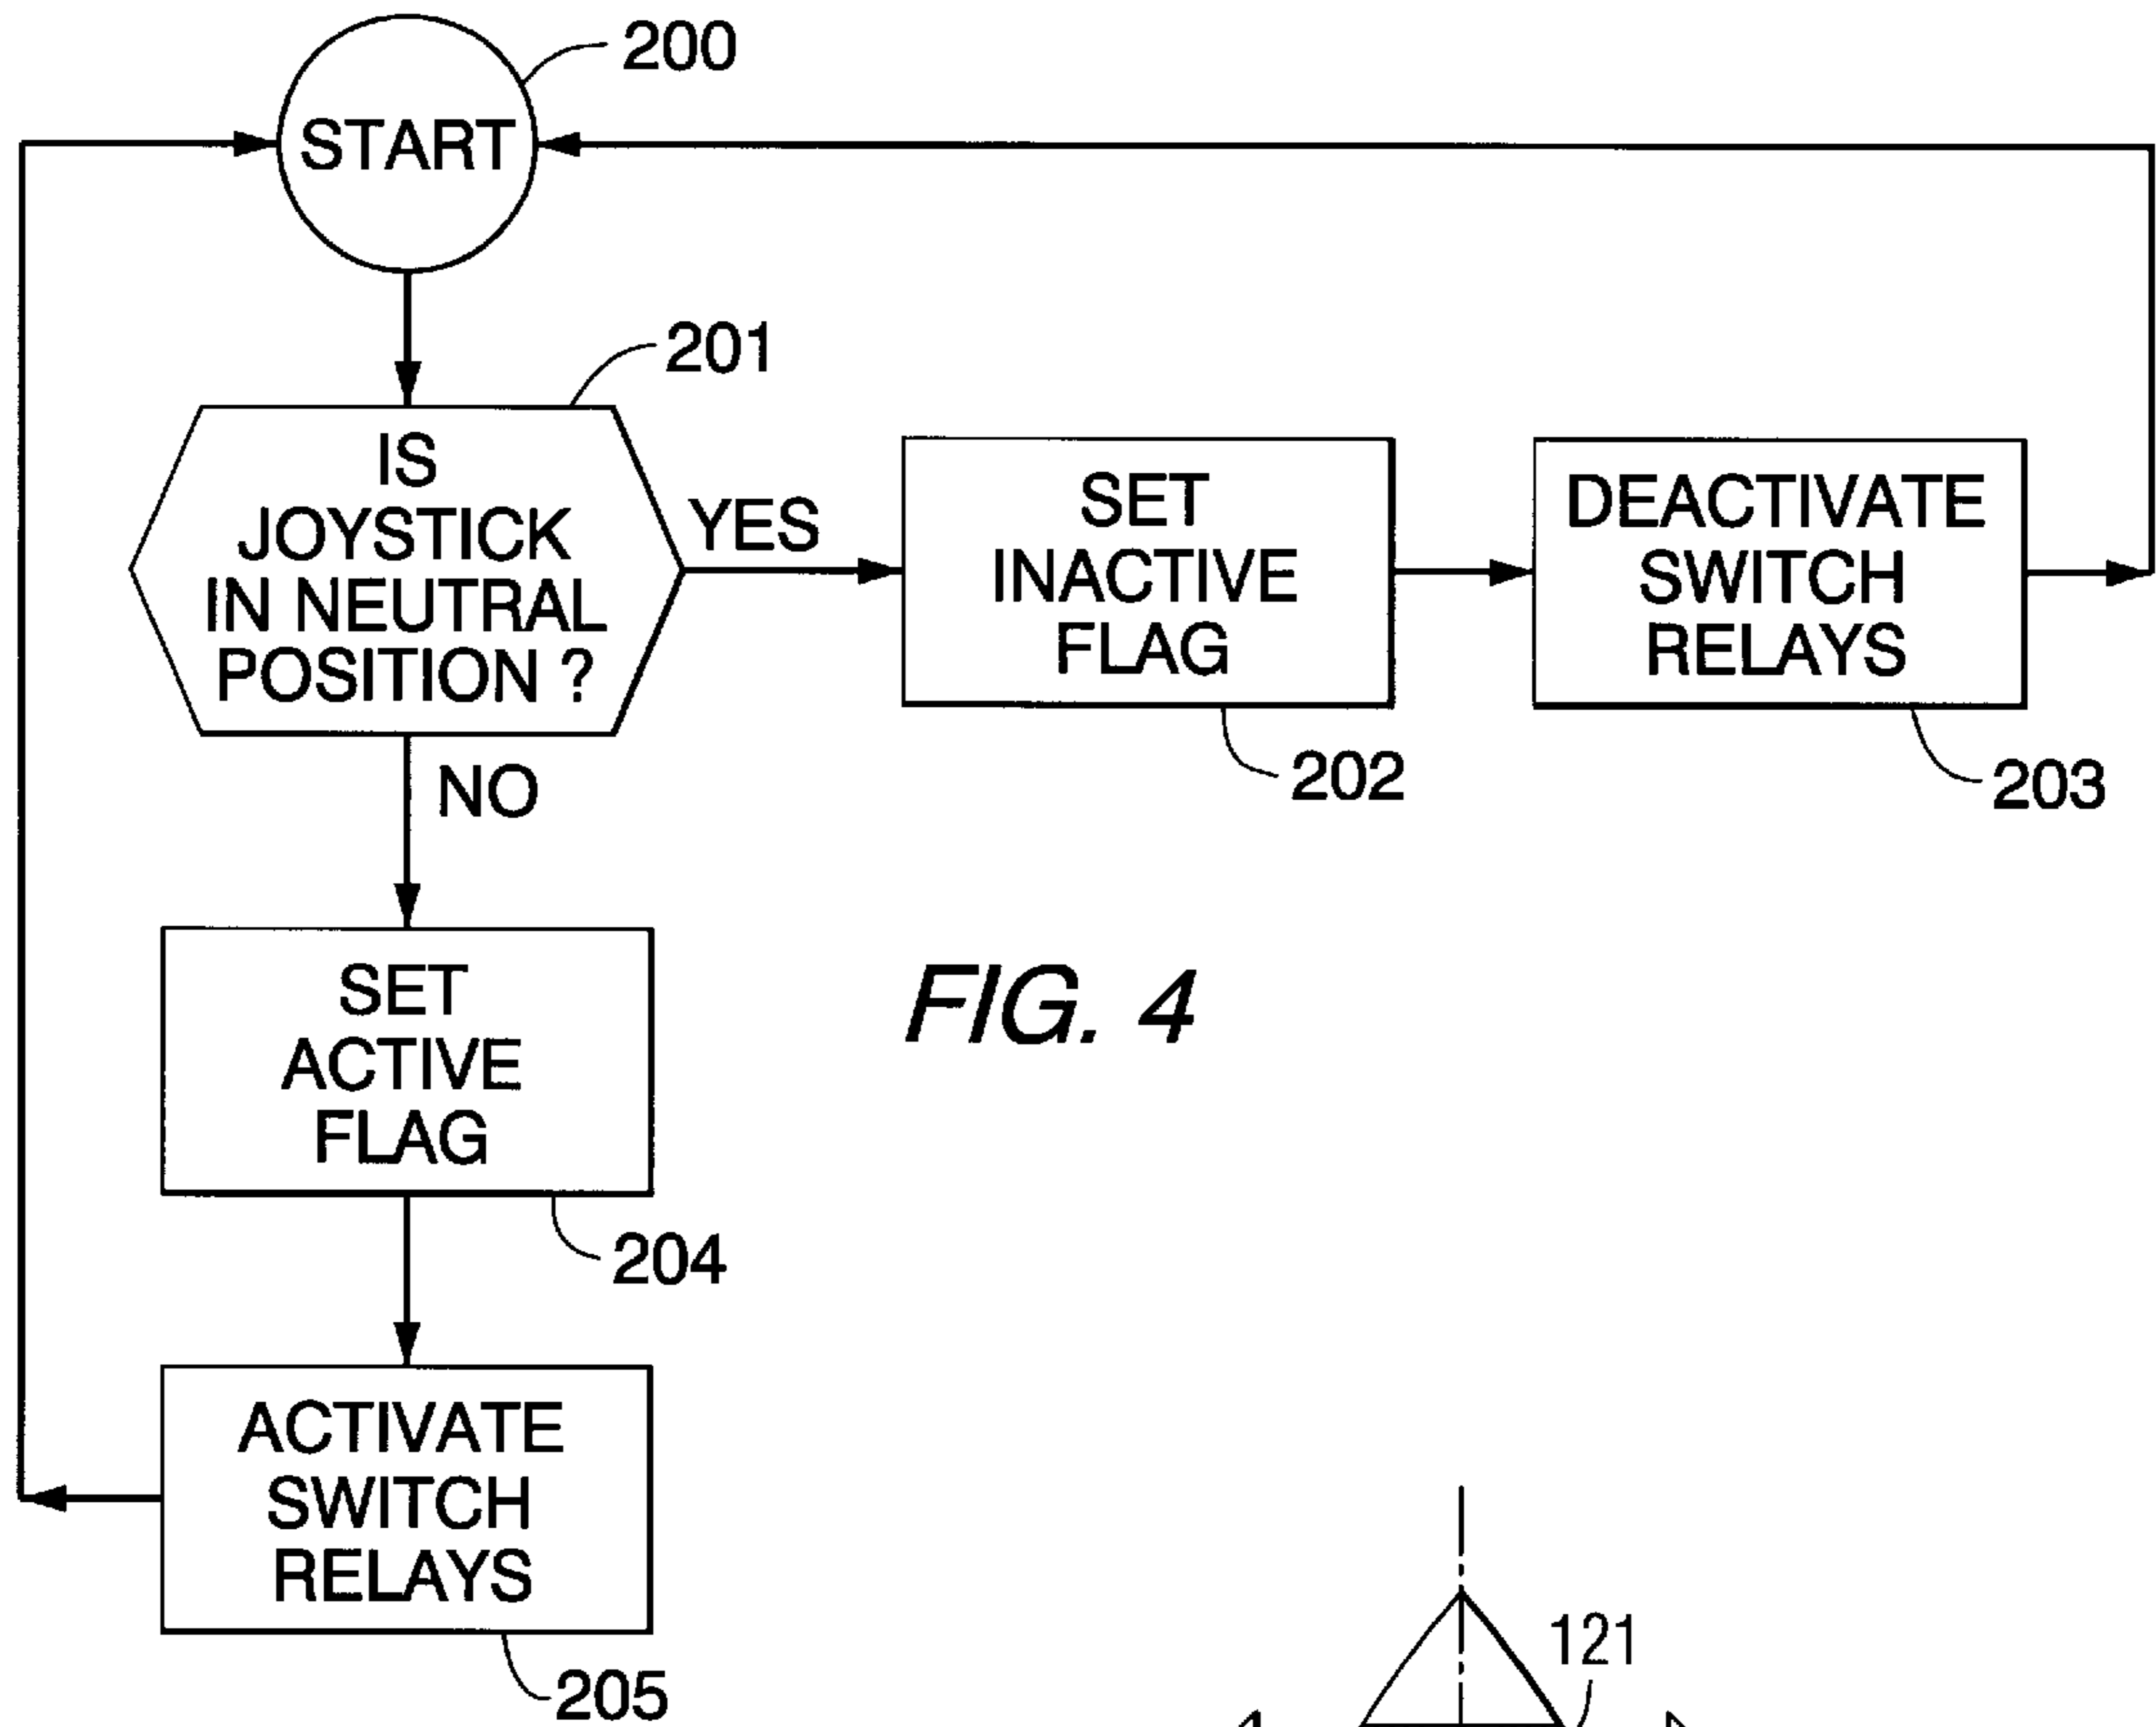 200
START
201
IS
JOYSTICK
IN NEUTRAL
POSITION ?
YES
SET
INACTIVE
FLAG
202
DEACTIVATE
SWITCH
RELAYS
203
NO
SET
ACTIVE
FLAG
204
FIG. 4
ACTIVATE
SWITCH
RELAYS
205
121